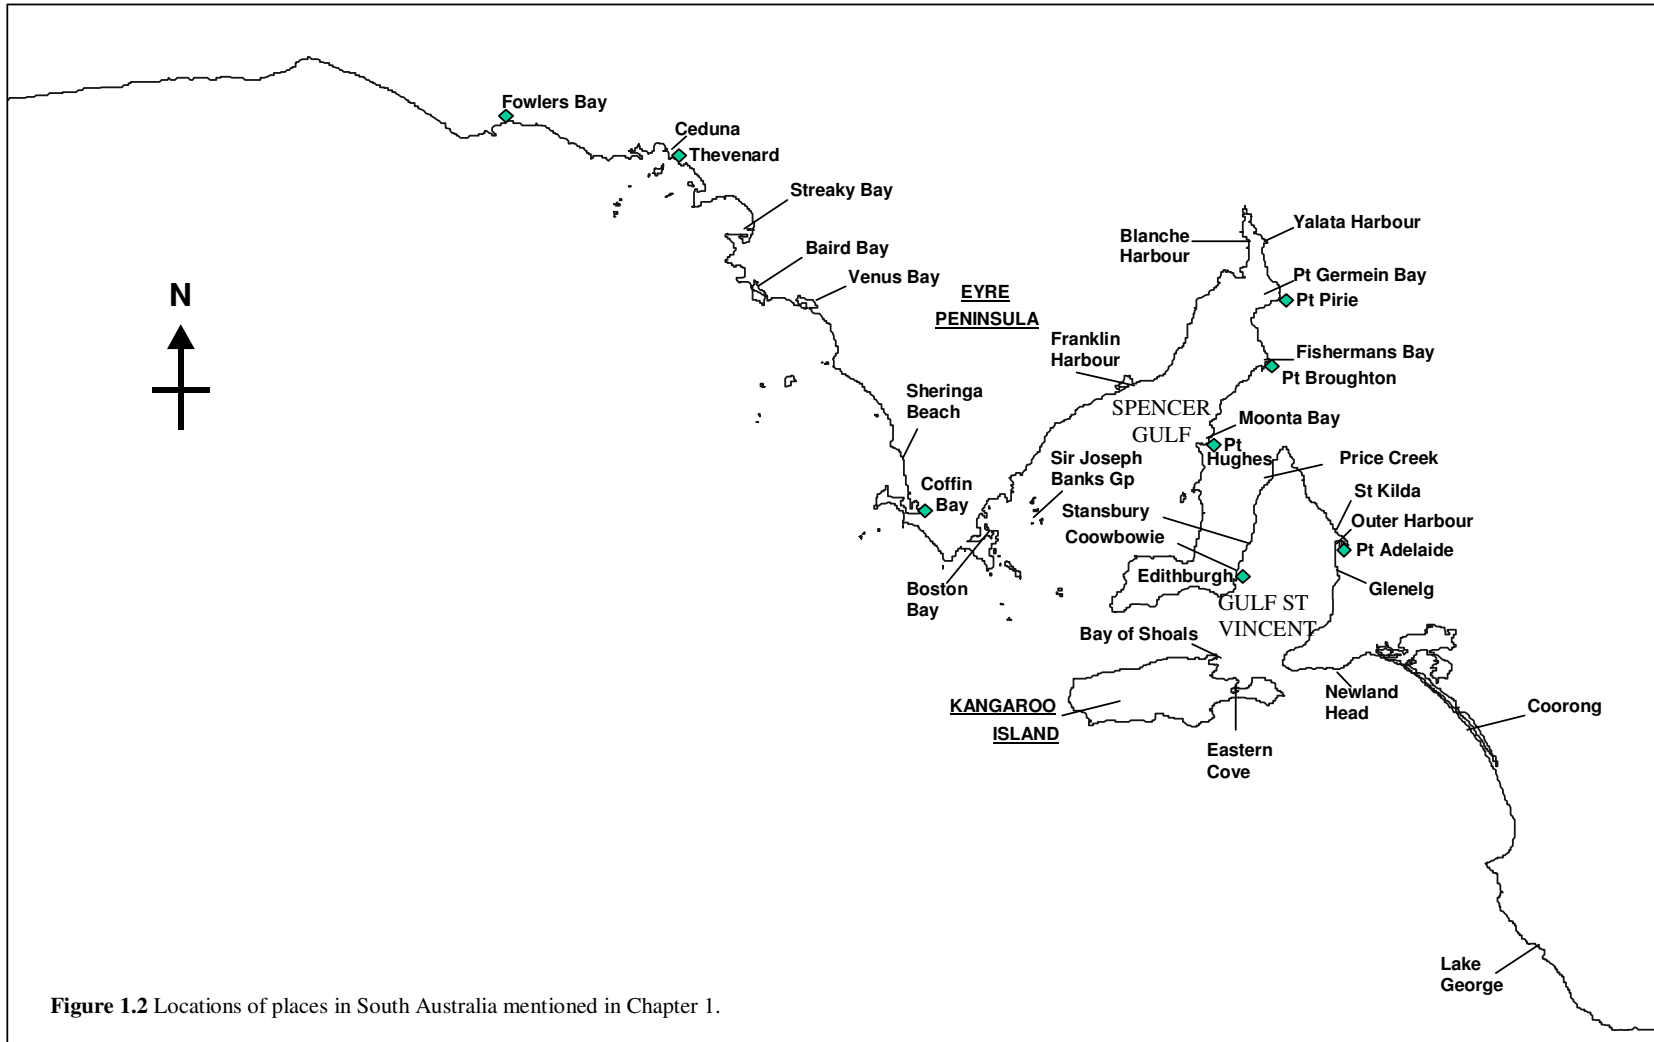 Fowlers Bay
Ceduna
Thevenard
Streaky Bay
Baird Bay
Venus Bay
N
EYRE
PENINSULA
Blanche
Harbour
Yalata Harbour
Pt Germein Bay
Pt Pirie
Franklin
Harbour
Fishermans Bay
Pt Broughton
Sheringa
Beach
SPENCER
GULF
Moonta Bay
Pt
Hughes
Sir Joseph
Banks Gp
Price Creek
Coffin
Bay
St Kilda
Stansbury
Outer Harbour
Coowbowie
Pt Adelaide
Edithburgh
Glenelg
Boston
Bay
GULF ST
VINCENT
Bay of Shoals
KANGAROO
ISLAND
Newland
Head
Coorong
Eastern
Cove
Lake
George
Figure 1.2 Locations of places in South Australia mentioned in Chapter 1.